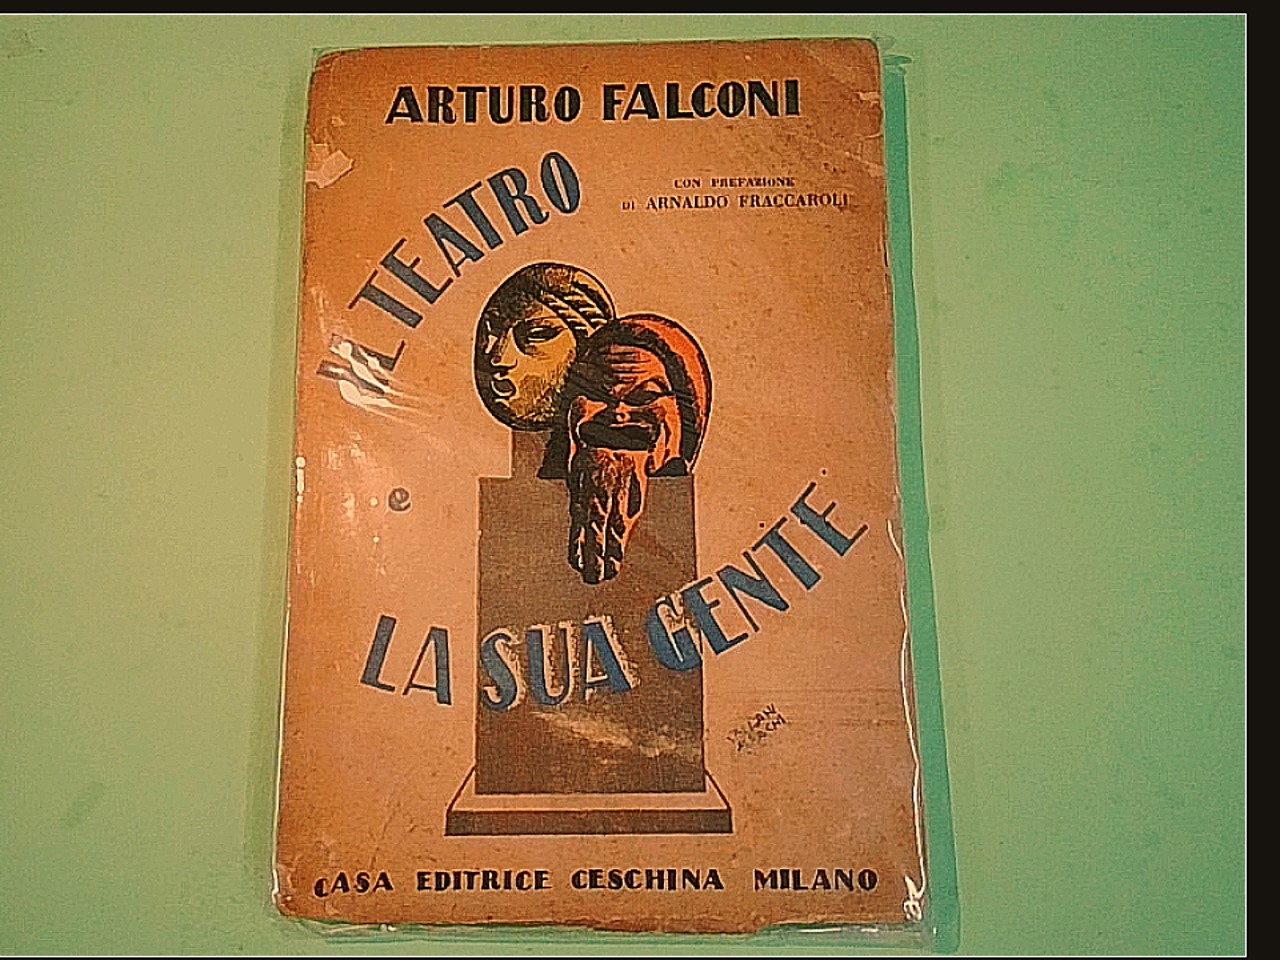 ARTURO FALCONI
CON PREFAZIONE
DI ARNALDO FRACCAROLI
IL TEATRO
e
LA SUA GENTE
CASA EDITRICE CESCHINA MILANO